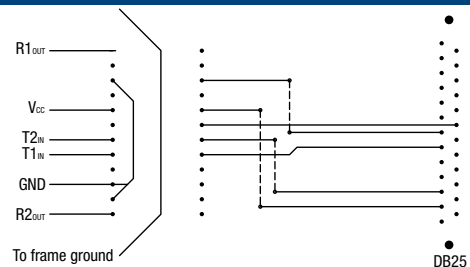 R1OUT
VCC
T2IN
T1IN
GND
R2OUT
To frame ground
DB25